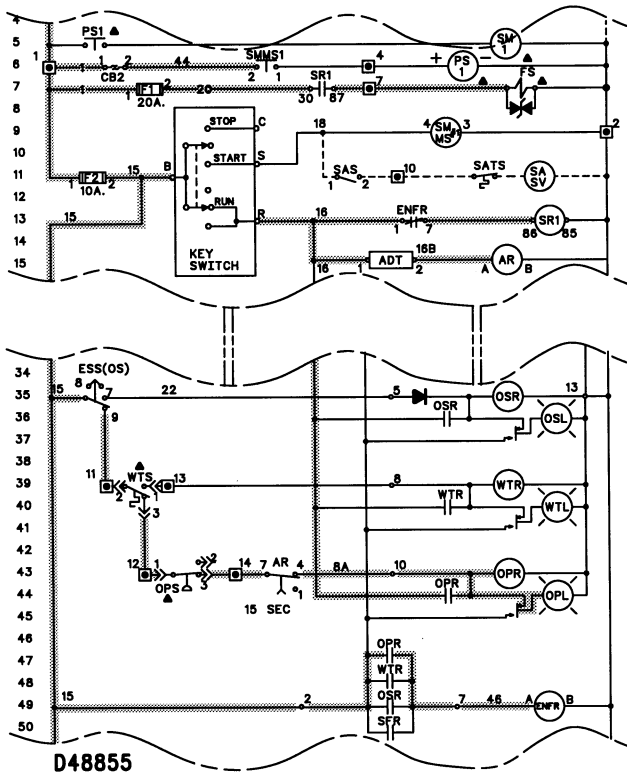 4
PS1
5
SM
1
1
6
1 2
CB2
44
SMMS1
2 1
4
+
PS
1
-
7
1
F1
2
20A.
20
SR1
30 87
7
FS
8
STOP
C
9
START
S
18
4
SM
MS
3
2
10
B
SAS
1 2
10
SATS
SA
SV
11
1
F2
2
10A.
15
12
RUN
R
16
ENFR
1 7
SR1
86 85
13
15
14
KEY
SWITCH
16B
15
16
1
ADT
2
A
AR
B
34
ESS(OS)
8
35
15
7
22
5
OSR
13
36
9
OSR
OSL
37
38
WTS
11
13
39
2 1
8
WTR
40
3
WTR
WTL
41
42
12
1
2
14
7
AR
4
43
8A
10
OPR
OPS
3
1
44
15 SEC
OPR
OPL
45
46
OPR
47
WTR
48
15
OSR
49
2
7
46
A
ENFR
B
SFR
50
D48855